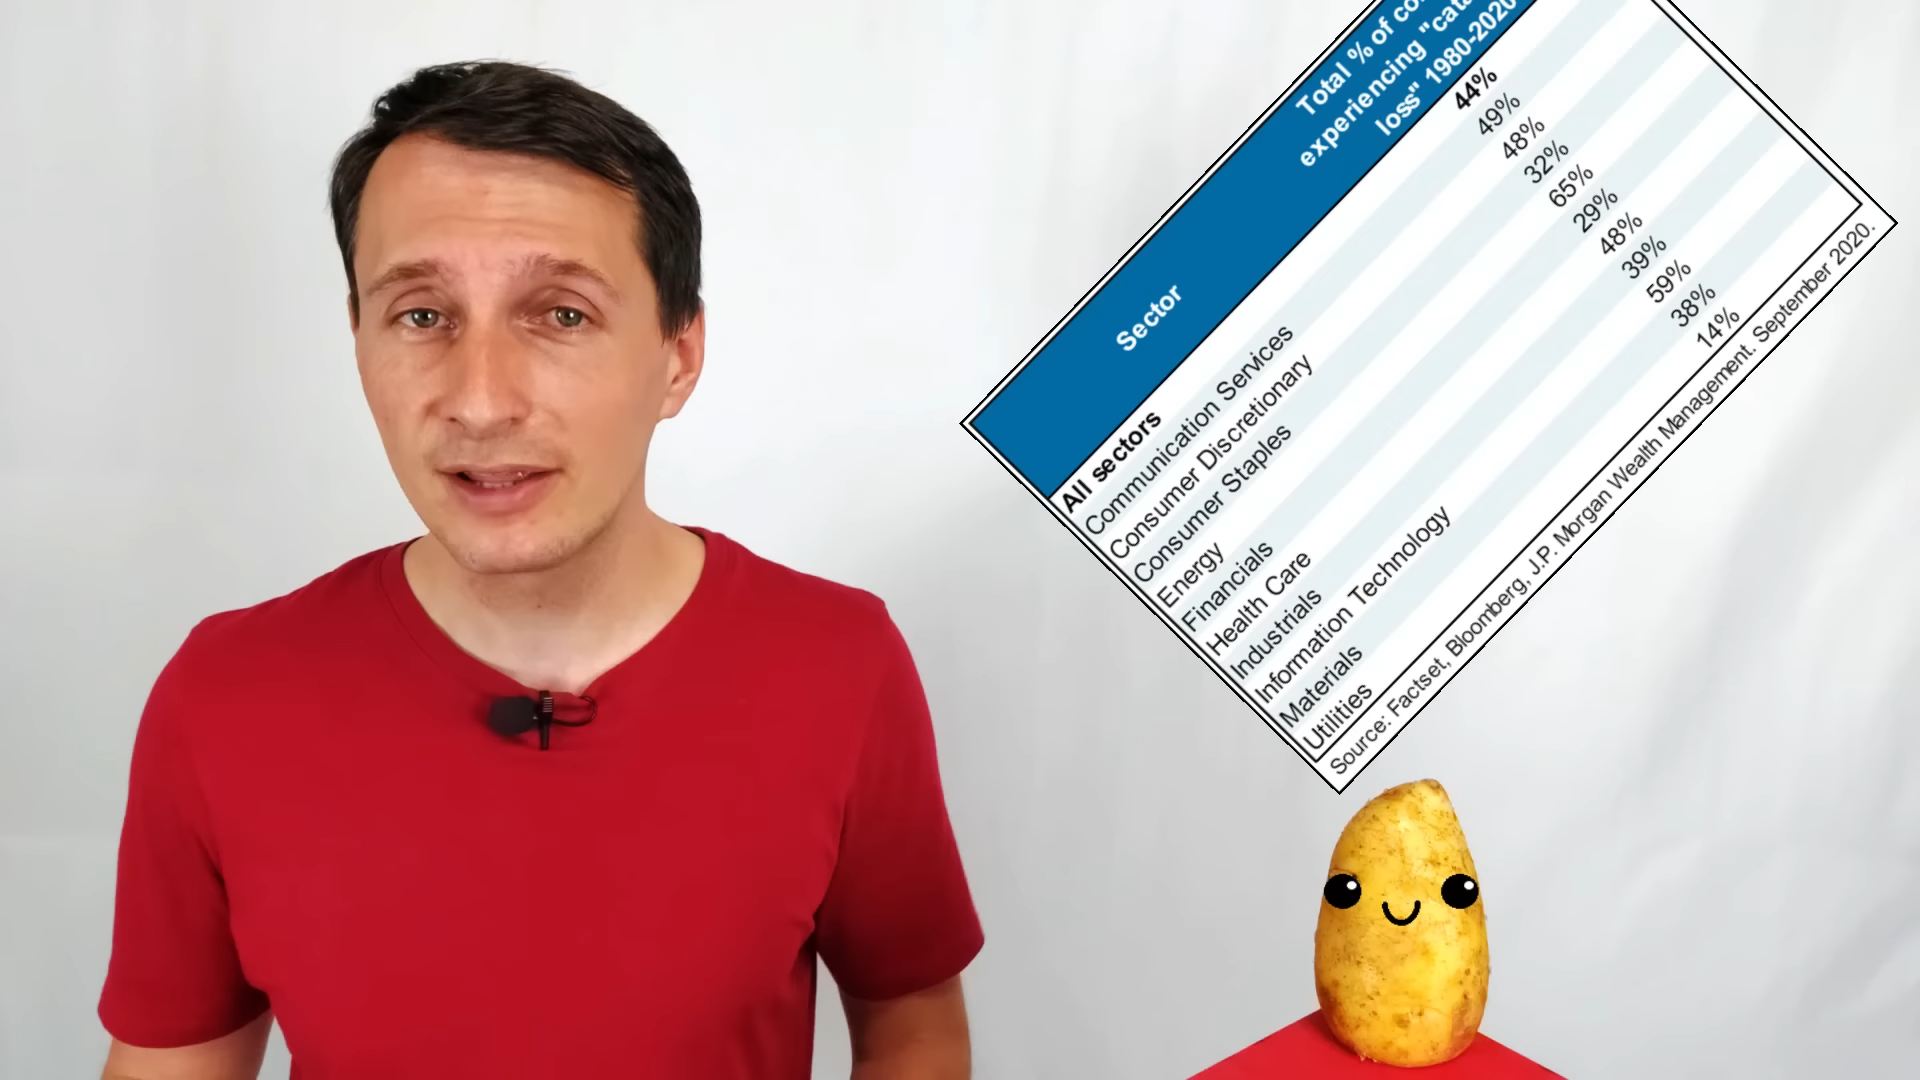 Sector
Total % of
experiencing
loss" 1980-2020
All sectors 44%
Communication Services 49%
Consumer Discretionary 48%
Consumer Staples 32%
Energy 65%
Financials 29%
Health Care 48%
Industrials 39%
Information Technology 59%
Materials 38%
Utilities 14%
Source: Factset, Bloomberg, J.P. Morgan Wealth Management. September 2020.